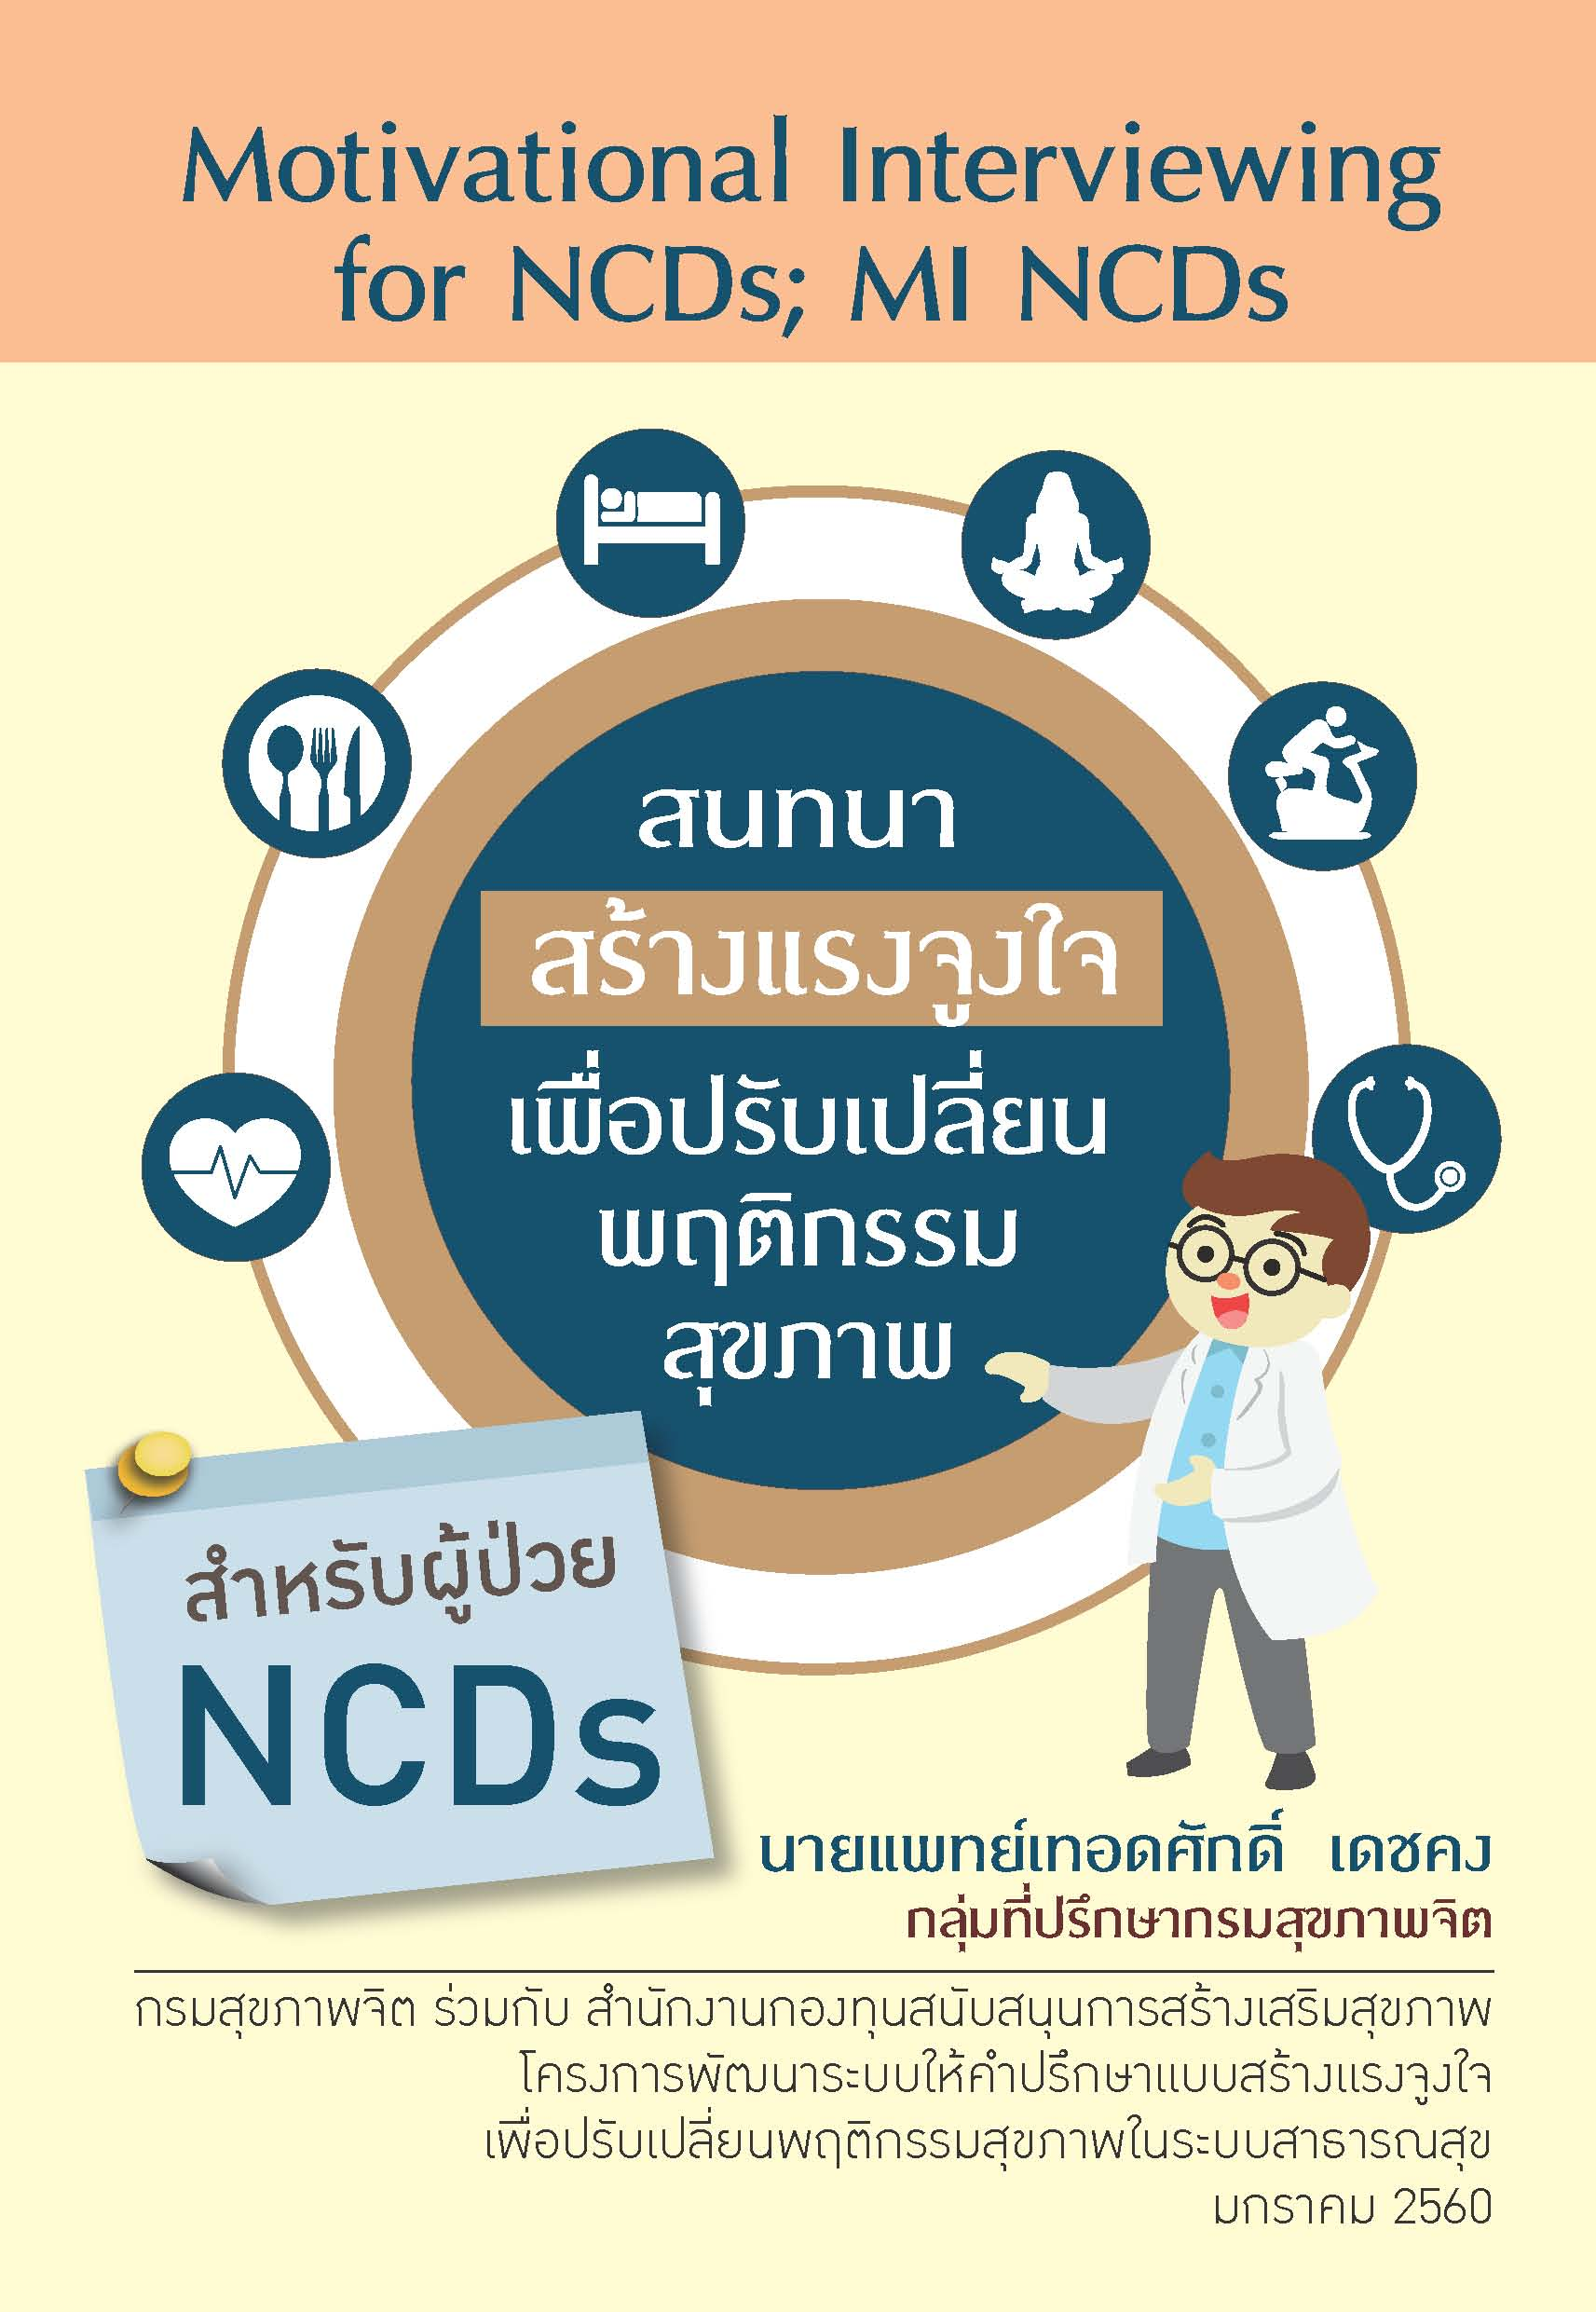 Motivational Interviewing
for NCDs; MI NCDs
สนทนา
สร้างแรงจูงใจ
เพื่อปรับเปลี่ยน
พฤติกรรม
สุขภาพ
สำหรับผู้ป่วย
NCDs
นายแพทย์เทอดศักดิ์ เดชคง
กลุ่มที่ปรึกษากรมสุขภาพจิต
กรมสุขภาพจิต ร่วมกับ สำนักงานกองทุนสนับสนุนการสร้างเสริมสุขภาพ
โครงการพัฒนาระบบให้คำปรึกษาแบบสร้างแรงจูงใจ
เพื่อปรับเปลี่ยนพฤติกรรมสุขภาพในระบบสาธารณสุข
มกราคม 2560